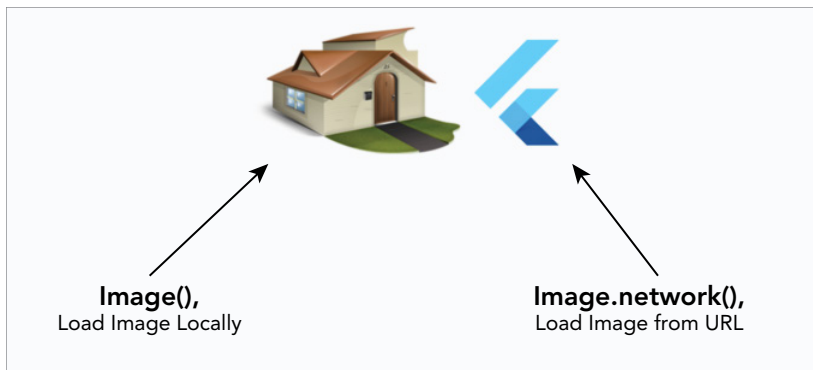 Image(),
Load Image Locally
Image.network(),
Load Image from URL